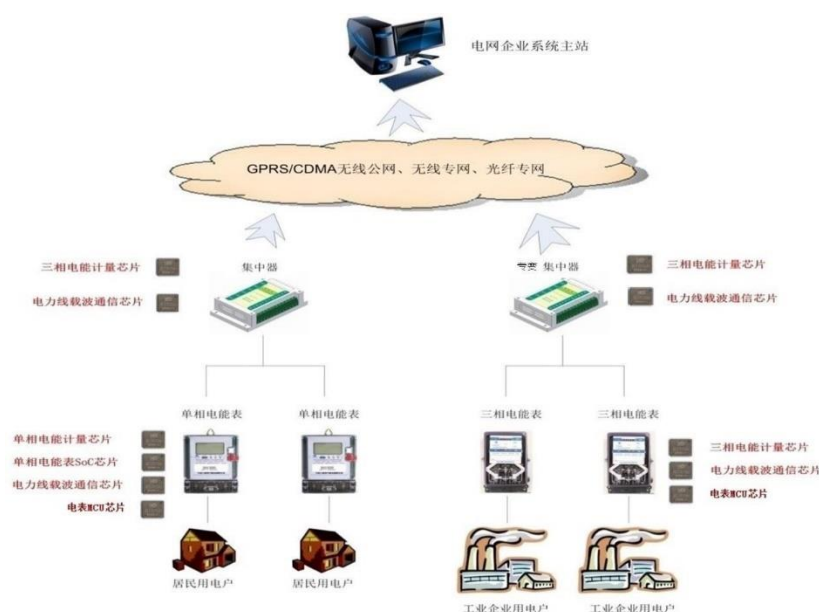 电网企业系统主站
GPRS/CDMA无线公网、无线专网、光纤专网
三相电能计量芯片
集中器
电力线载波通信芯片
集中器
三相电能计量芯片
电力线载波通信芯片
单相电能表
单相电能表
三相电能表
三相电能表
单相电能计量芯片
单相电能表SoC芯片
电力线载波通信芯片
电表MCU芯片
三相电能计量芯片
电力线载波通信芯片
电表MCU芯片
居民用电户
居民用电户
工业企业用电户
工业企业用电户